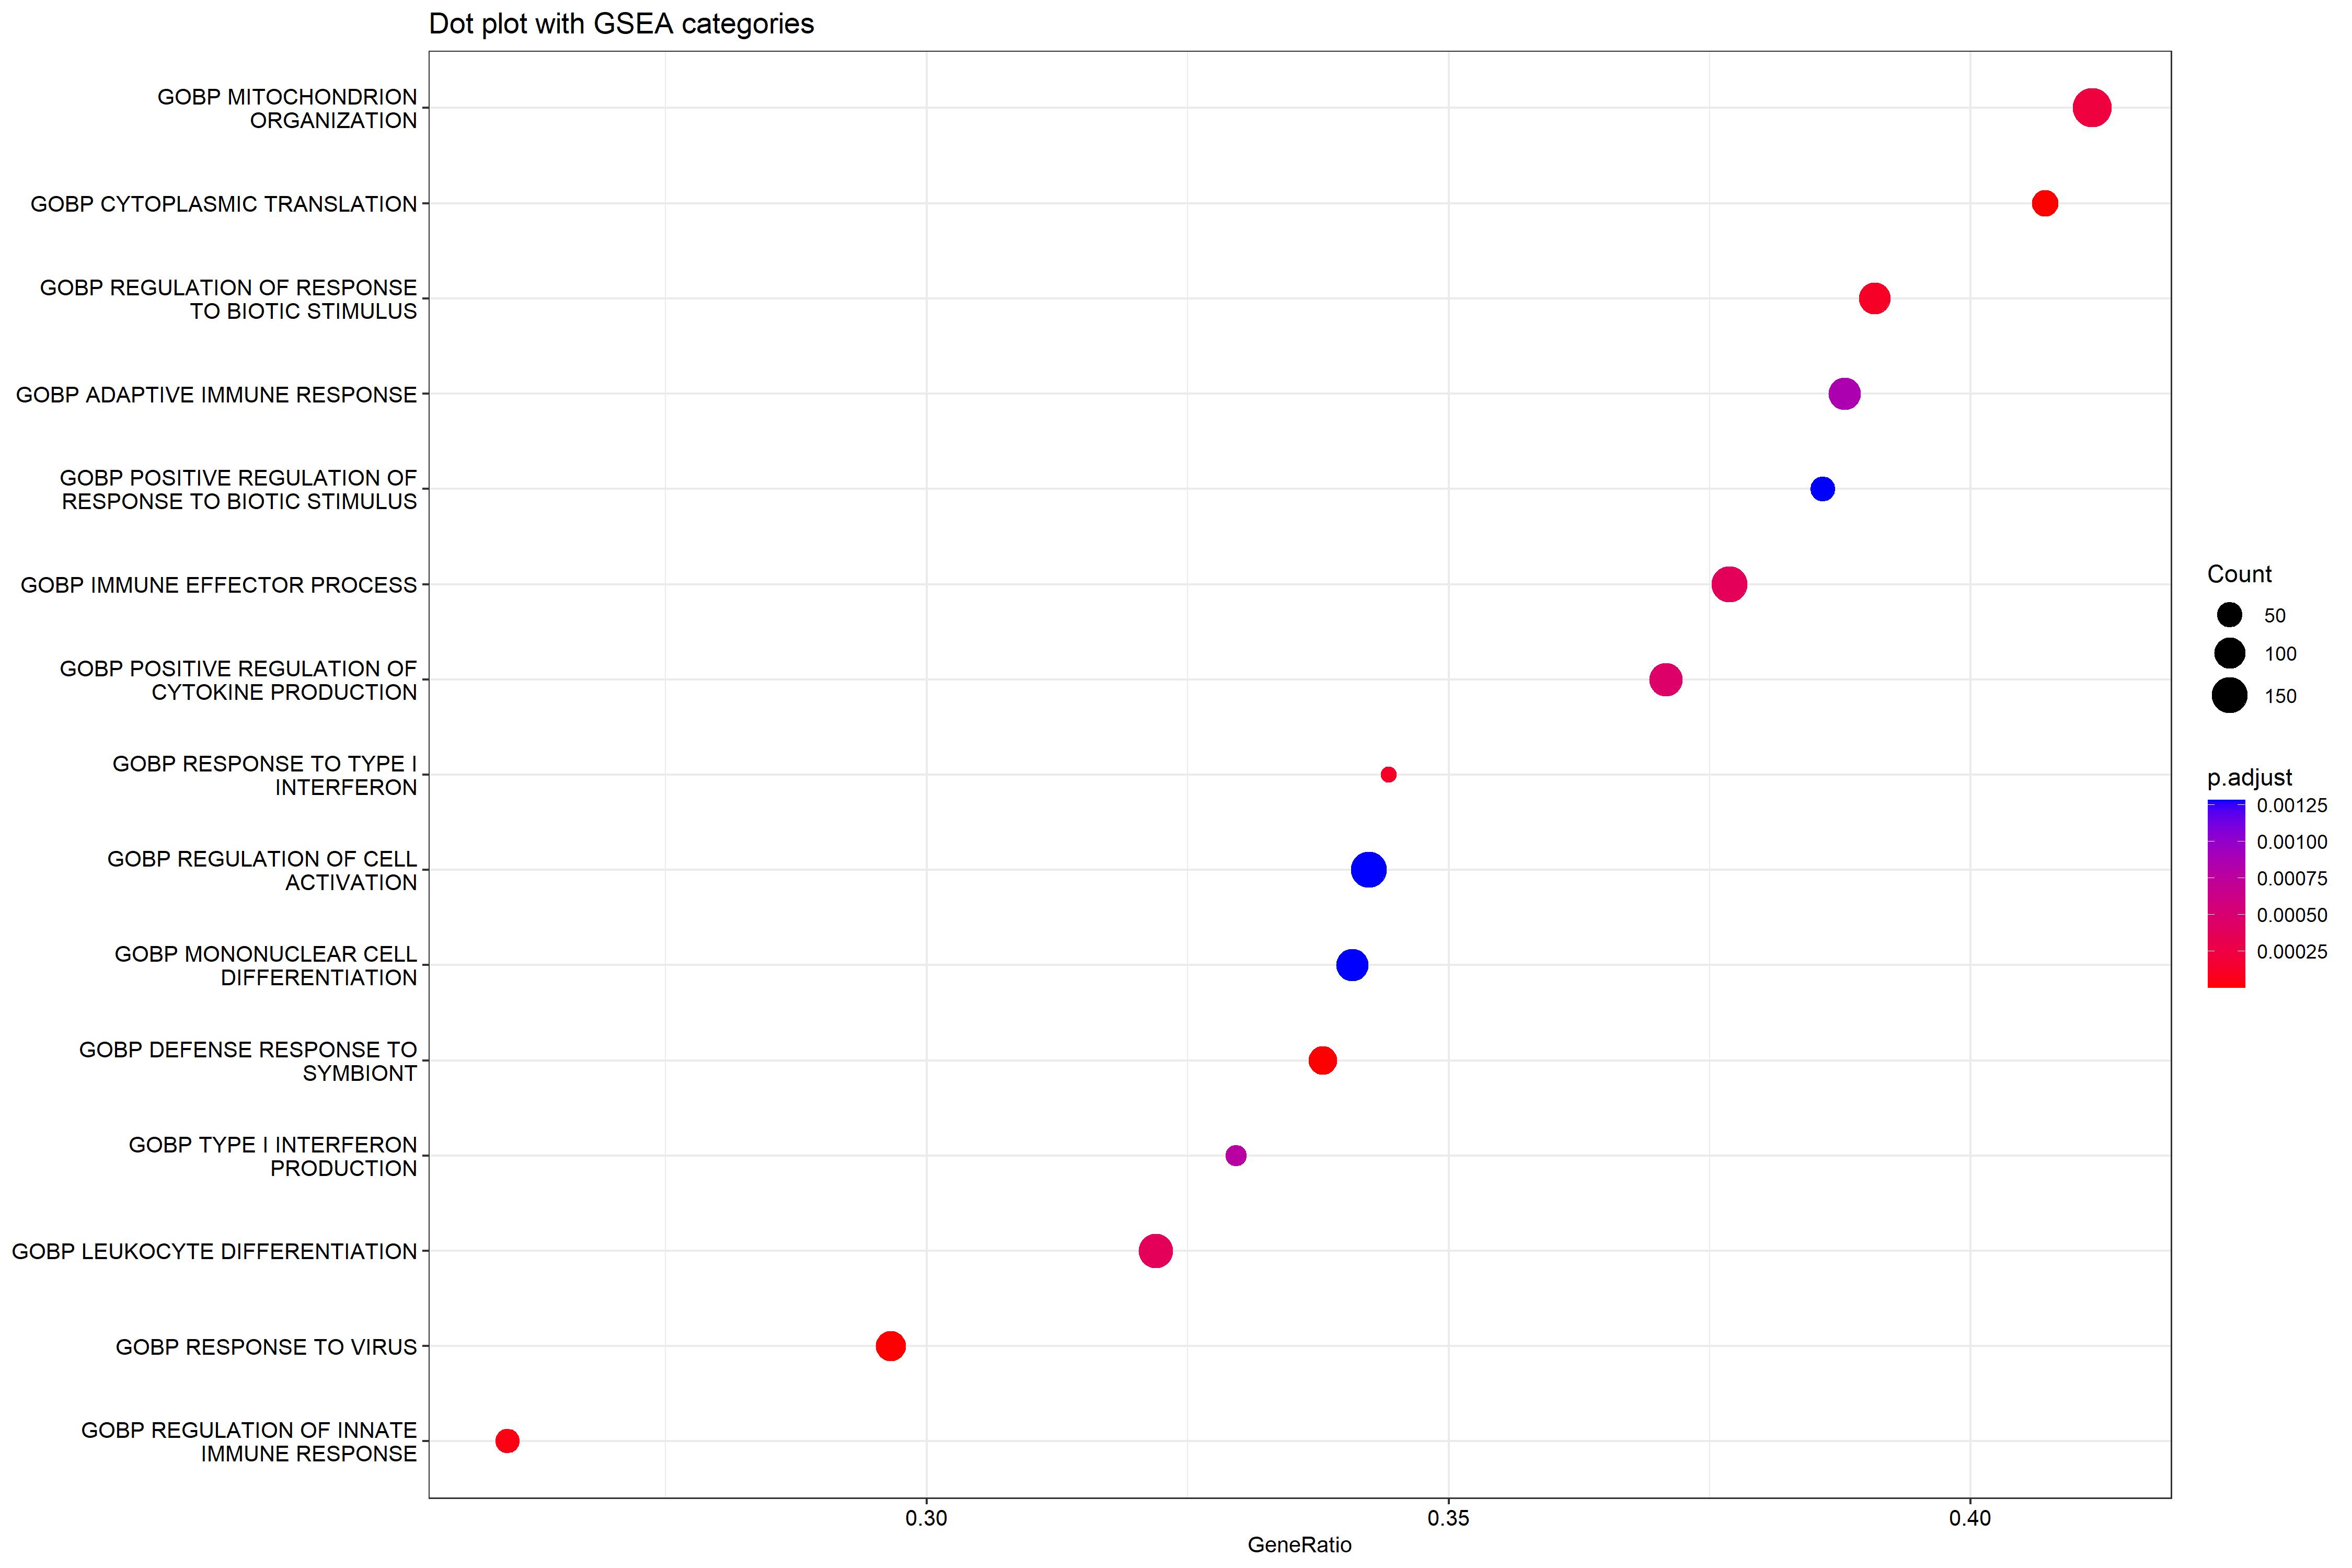 Dot plot with GSEA categories
GOBP MITOCHONDRION
ORGANIZATION
GOBP CYTOPLASMIC TRANSLATION
GOBP REGULATION OF RESPONSE
TO BIOTIC STIMULUS
GOBP ADAPTIVE IMMUNE RESPONSE
GOBP POSITIVE REGULATION OF
RESPONSE TO BIOTIC STIMULUS
GOBP IMMUNE EFFECTOR PROCESS
GOBP POSITIVE REGULATION OF
CYTOKINE PRODUCTION
GOBP RESPONSE TO TYPE I
INTERFERON
GOBP REGULATION OF CELL
ACTIVATION
GOBP MONONUCLEAR CELL
DIFFERENTIATION
GOBP DEFENSE RESPONSE TO
SYMBIONT
GOBP TYPE I INTERFERON
PRODUCTION
GOBP LEUKOCYTE DIFFERENTIATION
GOBP RESPONSE TO VIRUS
GOBP REGULATION OF INNATE
IMMUNE RESPONSE
0.30
0.35
0.40
GeneRatio
Count
50
100
150
p.adjust
0.00125
0.00100
0.00075
0.00050
0.00025